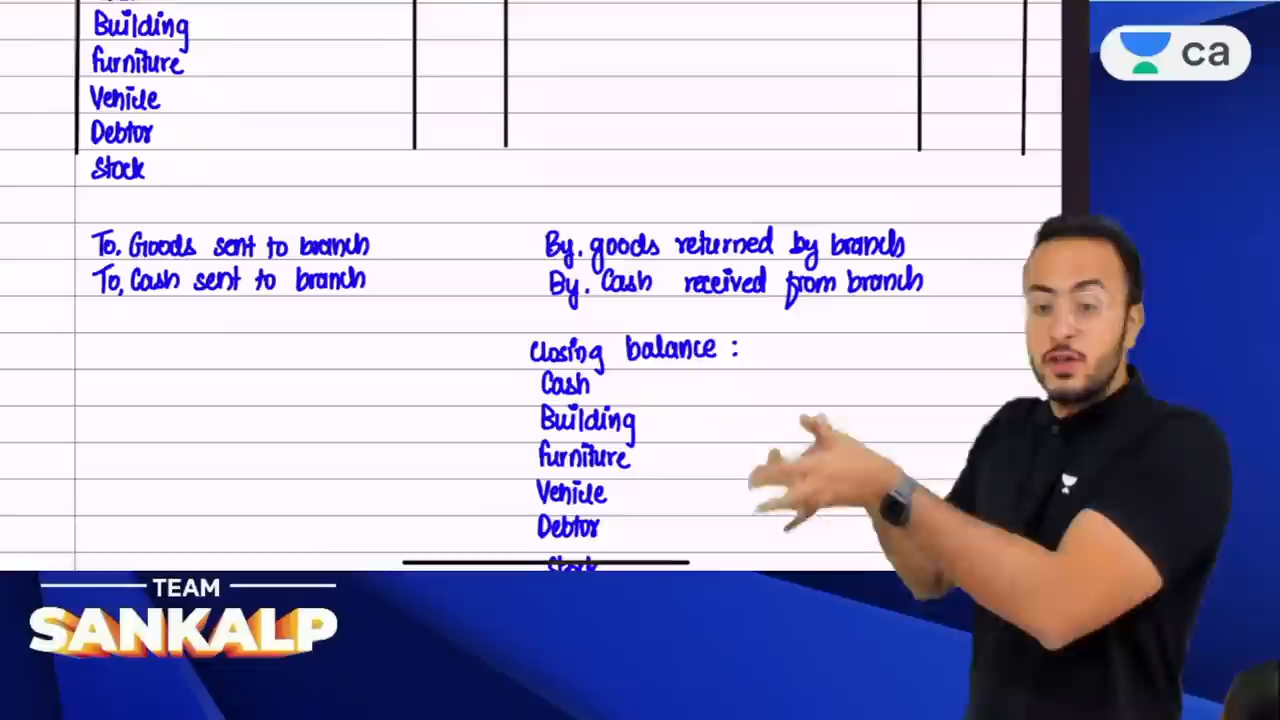 Building
furniture
Vehicle
Debtor
Stock
To. Goods sent to branch
To, Cash sent to branch
By. goods returned by branch
By. Cash received from branch
Closing balance :
Cash
Building
furniture
Vehicle
Debtor
Stock
ca
TEAM
SANKALP